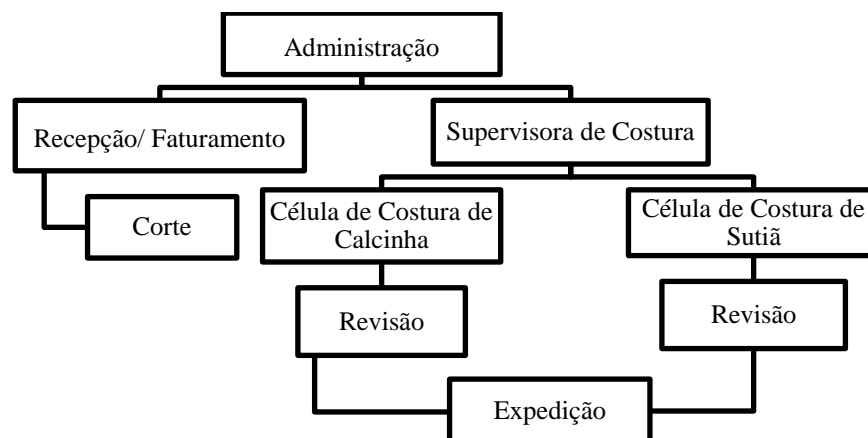 Administração
Recepção/ Faturamento
Supervisora de Costura
Corte
Célula de Costura de
Calcinha
Célula de Costura de
Sutiã
Revisão
Revisão
Expedição